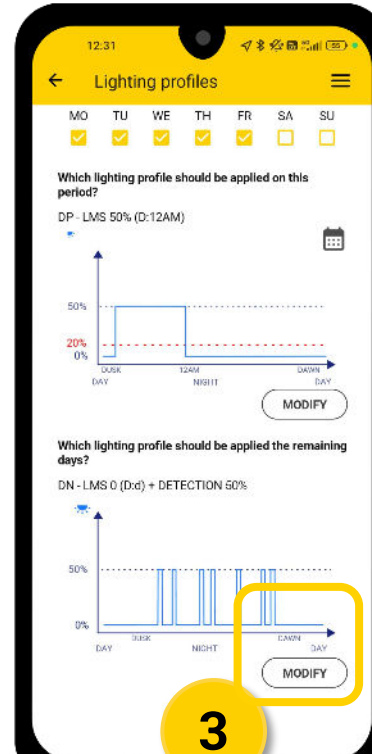 12:31
55
Lighting profiles
MO TU WE TH FR SA SU
Which lighting profile should be applied on this
period?
DP - LMS 50% (D:12AM)
50%
20%
0%
DUSK 12AM DAWN
DAY NIGHT DAY
MODIFY
Which lighting profile should be applied the remaining
days?
DN - LMS 0 (D:d) + DETECTION 50%
50%
0%
DUSK DAWN
DAY NIGHT DAY
MODIFY
3